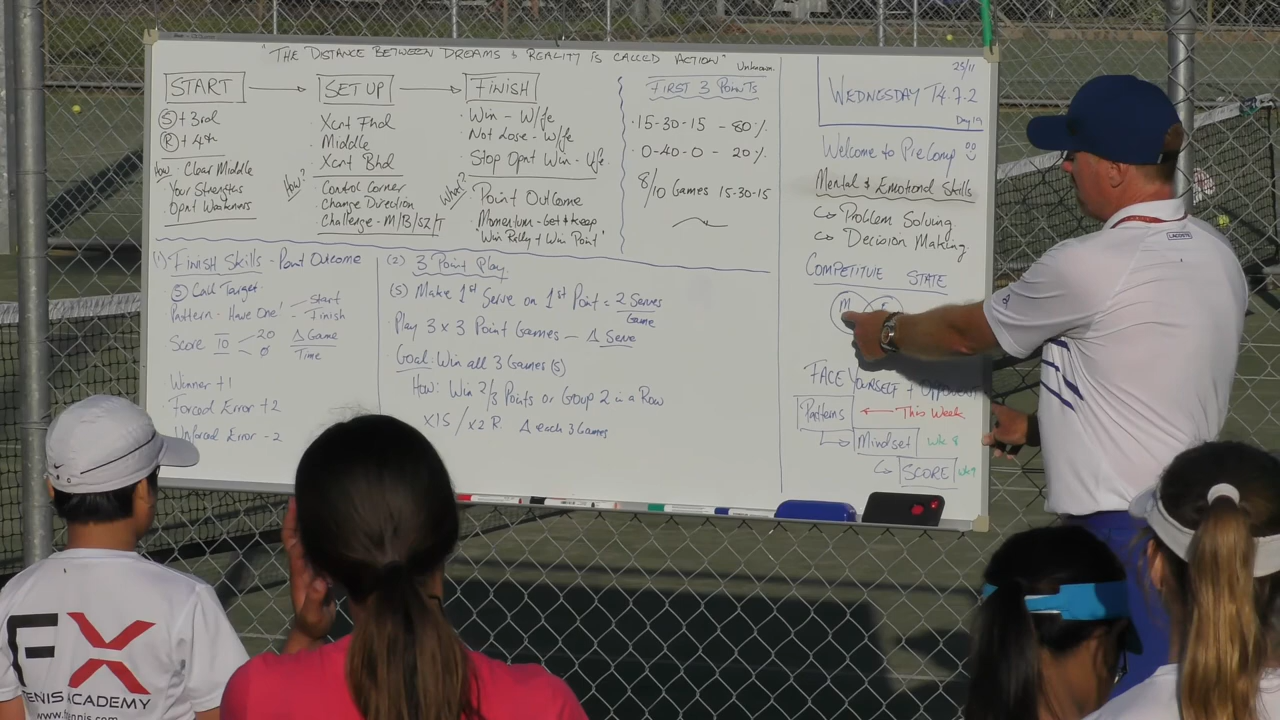 "THE DISTANCE BETWEEN DREAMS & REALITY IS CALLED ACTION" Unknown.
START
(S) + 3rd
(R) + 4th
How: Clear Middle
Your Strengths
Opnt Weakness
SET UP
Xcrt Fhd
Middle
Xcrt Bhd
How?
Control Corner
Change Direction
Challenge - M/B/SZ/T
FINISH
Win - W/fe
Not Lose - W/fe
Stop Opnt Win - Ufe
What?
Point Outcome
Momentum - Get & Keep
Win Rally & Win Point"
FIRST 3 POINTS
15-30-15 - 80%
0-40-0 - 20%
8/10 Games 15-30-15
25/11
WEDNESDAY T4.7.2
Day 19
Welcome to PreComp
Mental & Emotional Skills
Problem Solving
Decision Making
COMPETITIVE STATE
M
FACE YOURSELF +
Patterns ← This Week
Mindset Wk 8
SCORE Wk9
(1) FINISH SKILLS - Point Outcome
(S) Call Target
Pattern - Have One! - Start
- Finish
Score 10 20 Δ Game
Ø Time
Winner +1
Forced Error +2
Unforced Error -2
(2) 3 Point Play
(S) Make 1st Serve on 1st Point = 2 Serves
Game
Play 3 x 3 Point Games - Δ Serve
Goal: Win all 3 Games (S)
How: Win 2/3 Points or Group 2 in a Row
X1S / X2 R Δ each 3 Games
LACOSTE
FX
TENNIS ACADEMY